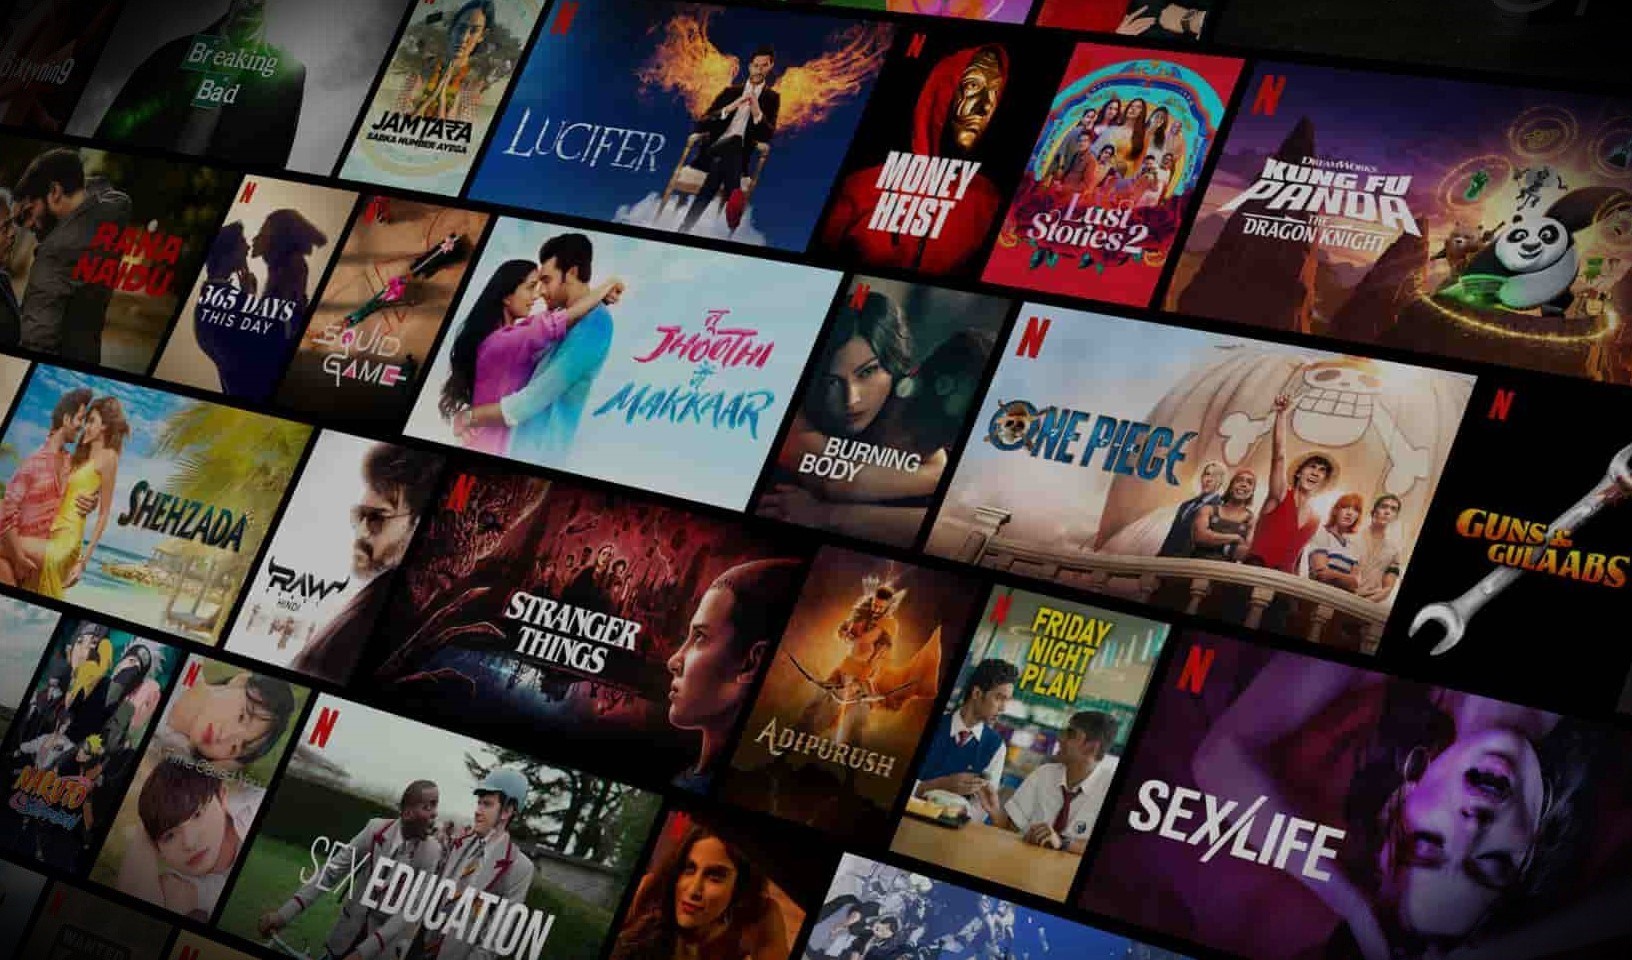 Breaking
Bad
JAMTARA
SABKA NUMBER AYEGA
LUCIFER
MONEY
HEIST
Lust
Stories 2
DREAMWORKS
KUNG FU
PANDA
THE
DRAGON KNIGHT
RANA
NAIDU
365 DAYS
THIS DAY
SQUID
GAME
तू
JHOOTHI
मैं
MAKKAAR
BURNING
BODY
ONE PIECE
GUNS &
GULAABS
SHEHZADA
RAW
HINDI
STRANGER
THINGS
ADIPURUSH
FRIDAY
NIGHT
PLAN
SEX/LIFE
NARUTO
SEX EDUCATION